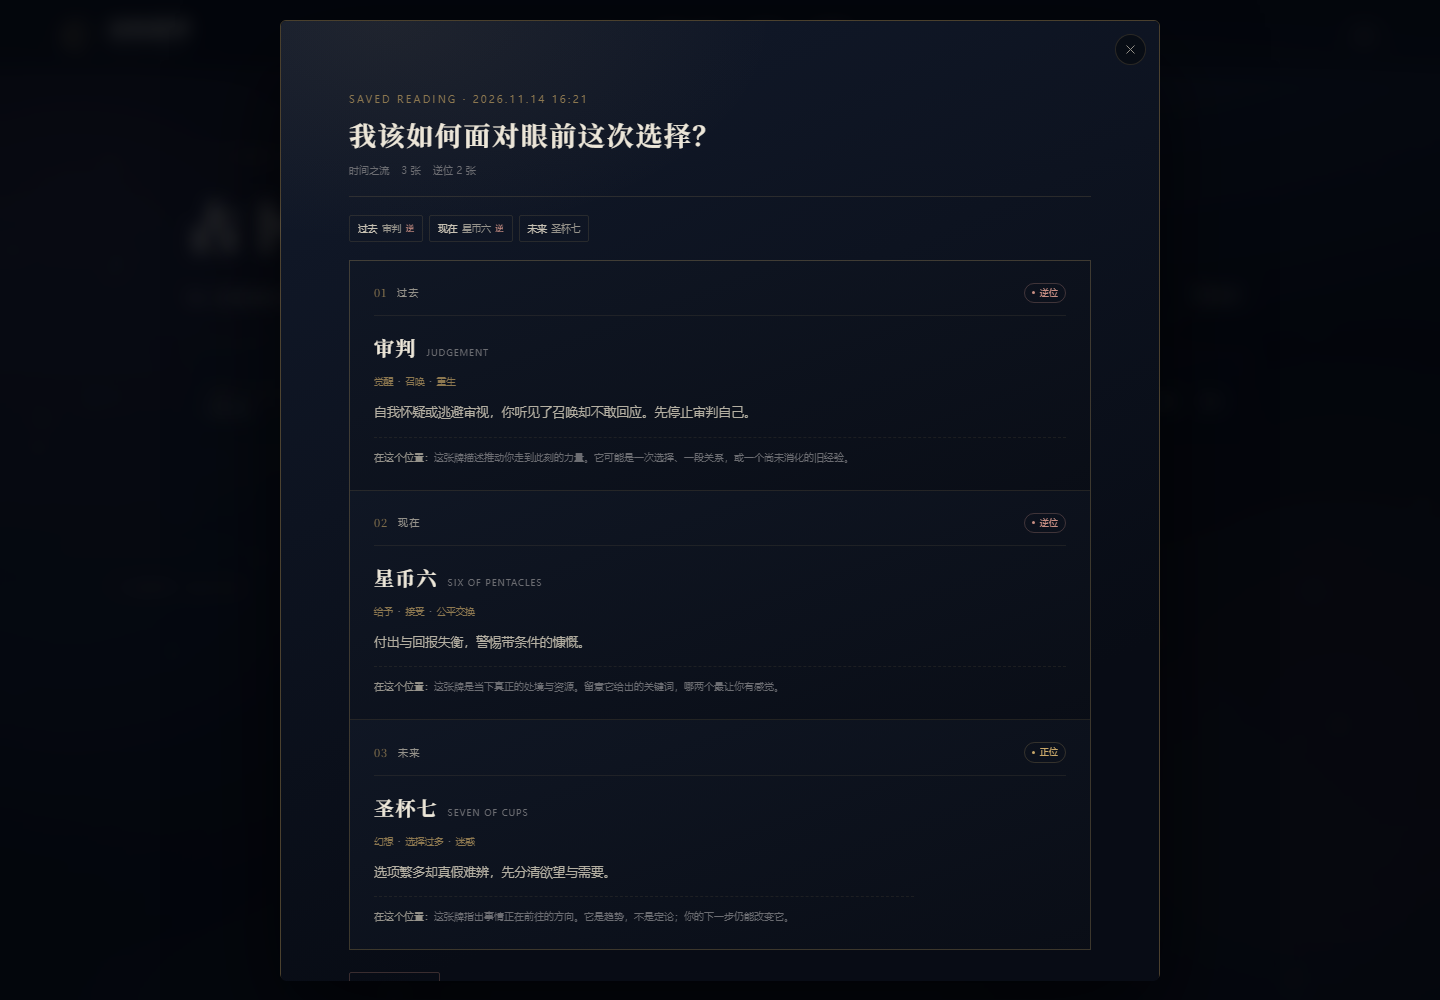 SAVED READING · 2026.11.14 16:21
我该如何面对眼前这次选择？
时间之流 3 张 逆位 2 张
过去 审判 逆 现在 星币六 逆 未来 圣杯七
01 过去 逆位
审判 JUDGEMENT
觉醒 · 召唤 · 重生
自我怀疑或逃避审视，你听见了召唤却不敢回应。先停止审判自己。
在这个位置：这张牌描述推动你走到此刻的力量。它可能是一次选择、一段关系，或一个尚未消化的旧经验。
02 现在 逆位
星币六 SIX OF PENTACLES
给予 · 接受 · 公平交换
付出与回报失衡，警惕带条件的慷慨。
在这个位置：这张牌是当下真正的处境与资源。留意它给出的关键词，哪两个最让你有感觉。
03 未来 正位
圣杯七 SEVEN OF CUPS
幻想 · 选择过多 · 迷惑
选项繁多却真假难辨，先分清欲望与需要。
在这个位置：这张牌指出事情正在前往的方向。它是趋势，不是定论；你的下一步仍能改变它。